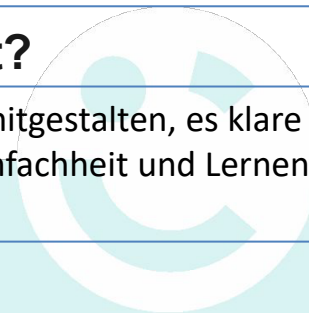 ?
mitgestalten, es klare
nfachheit und Lernen